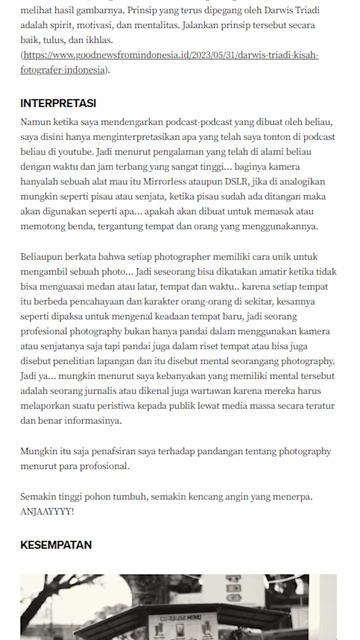 melihat hasil gambarnya. Prinsip yang terus dipegang oleh Darwis Triadi
adalah spirit, motivasi, dan mentalitas. Jalankan prinsip tersebut secara
baik, tulus, dan ikhlas.
(https://www.goodnewsfromindonesia.id/2023/05/31/darwis-triadi-kisah-
fotografer-indonesia).
INTERPRETASI
Namun ketika saya mendengarkan podcast-podcast yang dibuat oleh beliau,
saya disini hanya menginterpretasikan apa yang telah saya tonton di podcast
beliau di youtube. Jadi menurut pengalaman yang telah di alami beliau
dengan waktu dan jam terbang yang sangat tinggi... baginya kamera
hanyalah sebuah alat mau itu Mirrorless ataupun DSLR, jika di analogikan
mungkin seperti pisau atau senjata, ketika pisau sudah ada ditangan maka
akan digunakan seperti apa... apakah akan dibuat untuk memasak atau
memotong benda, tergantung tempat dan orang yang menggunakannya.
Beliaupun berkata bahwa setiap photographer memiliki cara unik untuk
mengambil sebuah photo... Jadi seseorang bisa dikatakan amatir ketika tidak
bisa menguasai medan atau latar, tempat dan waktu.. karena setiap tempat
itu berbeda pencahayaan dan karakter orang-orang di sekitar, kesannya
seperti dipaksa untuk mengenal keadaan tempat baru, jadi seorang
profesional photography bukan hanya pandai dalam menggunakan kamera
atau senjatanya saja tapi pandai juga dalam riset tempat atau bisa juga
disebut penelitian lapangan dan itu disebut mental seorangang photography.
Jadi ya... mungkin menurut saya kebanyakan yang memiliki mental tersebut
adalah seorang jurnalis atau dikenal juga wartawan karena mereka harus
melaporkan suatu peristiwa kepada publik lewat media massa secara teratur
dan benar informasinya.
Mungkin itu saja penafsiran saya terhadap pandangan tentang photography
menurut para profosional.
Semakin tinggi pohon tumbuh, semakin kencang angin yang menerpa.
ANJAAYYYY!
KESEMPATAN